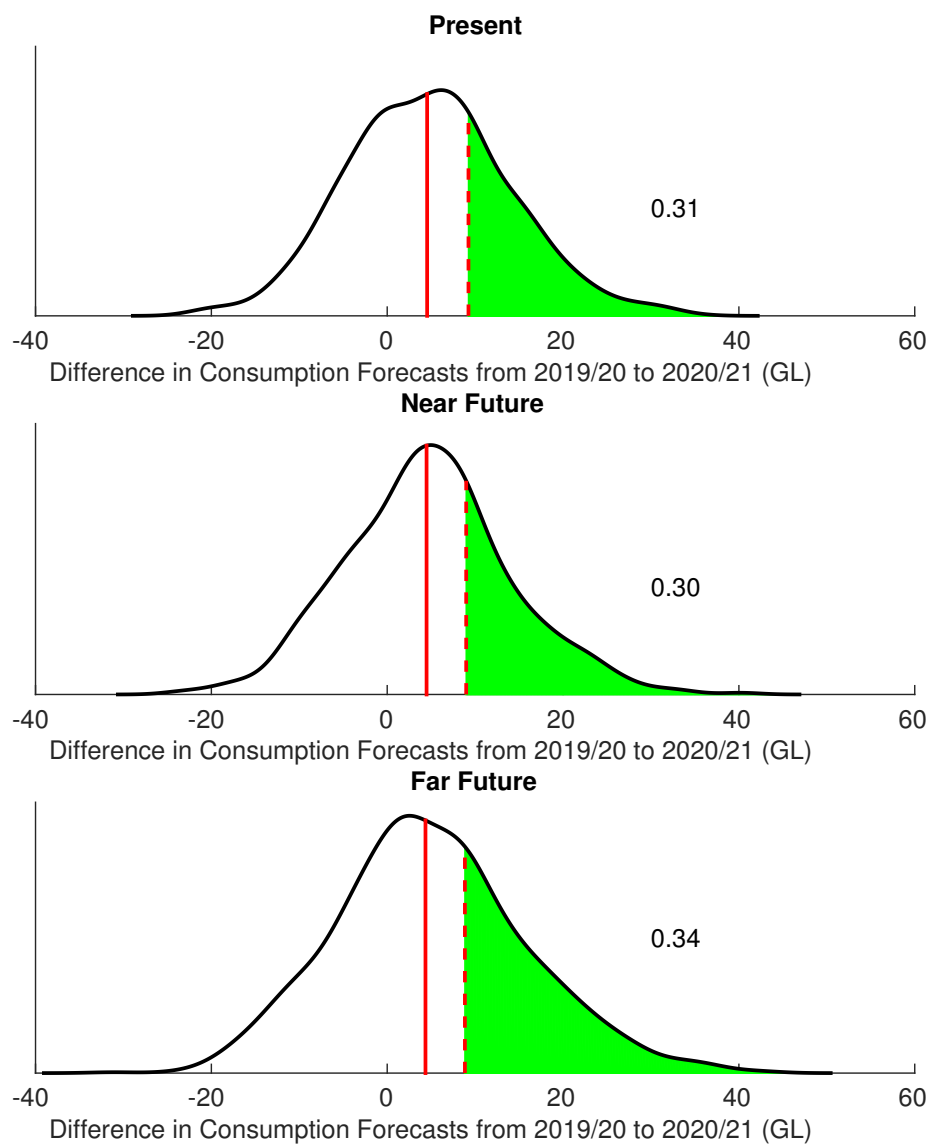 Present
0.31
-40 -20 0 20 40 60
Difference in Consumption Forecasts from 2019/20 to 2020/21 (GL)
Near Future
0.30
-40 -20 0 20 40 60
Difference in Consumption Forecasts from 2019/20 to 2020/21 (GL)
Far Future
0.34
-40 -20 0 20 40 60
Difference in Consumption Forecasts from 2019/20 to 2020/21 (GL)